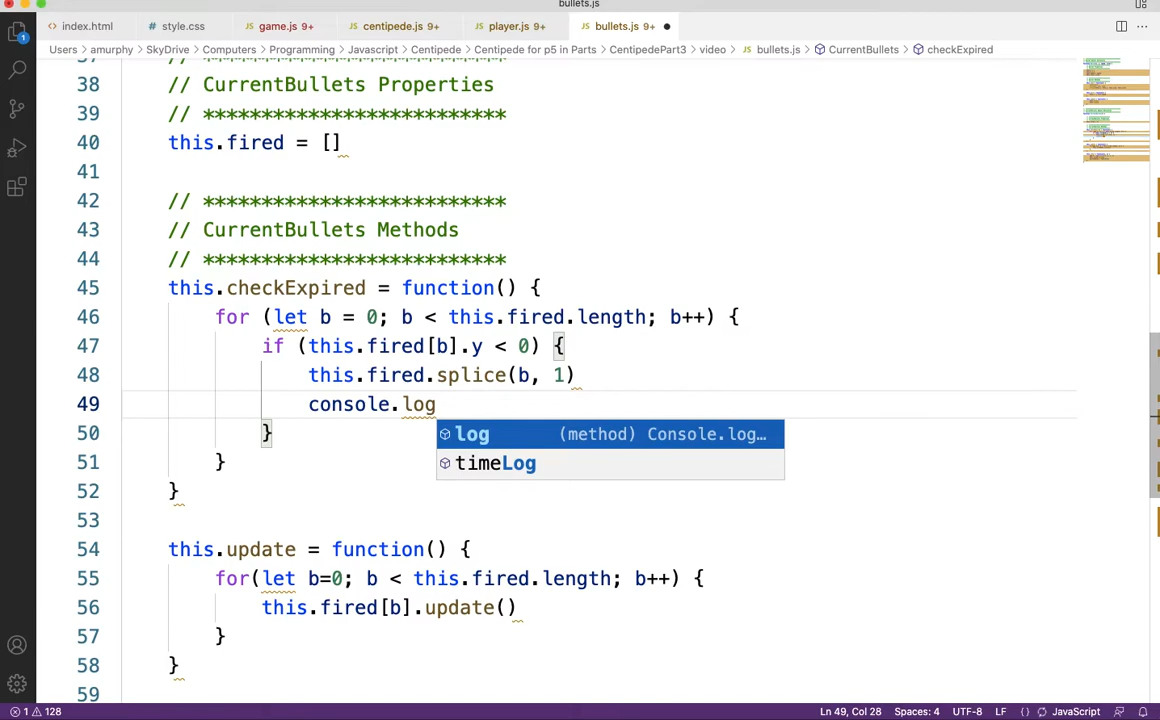 bullets.js
index.html style.css game.js 9+ centipede.js 9+ player.js 9+ bullets.js 9+
Users > amurphy > SkyDrive > Computers > Programming > Javascript > Centipede > Centipede for p5 in Parts > CentipedePart3 > video > bullets.js > CurrentBullets > checkExpired
38 // CurrentBullets Properties
39 // **************************
40 this.fired = []
41
42 // **************************
43 // CurrentBullets Methods
44 // **************************
45 this.checkExpired = function() {
46 for (let b = 0; b < this.fired.length; b++) {
47 if (this.fired[b].y < 0) {
48 this.fired.splice(b, 1)
49 console.log
log (method) Console.log…
50 }
timeLog
51 }
52 }
53
54 this.update = function() {
55 for(let b=0; b < this.fired.length; b++) {
56 this.fired[b].update()
57 }
58 }
59
1 128 Ln 49, Col 28 Spaces: 4 UTF-8 LF {} JavaScript